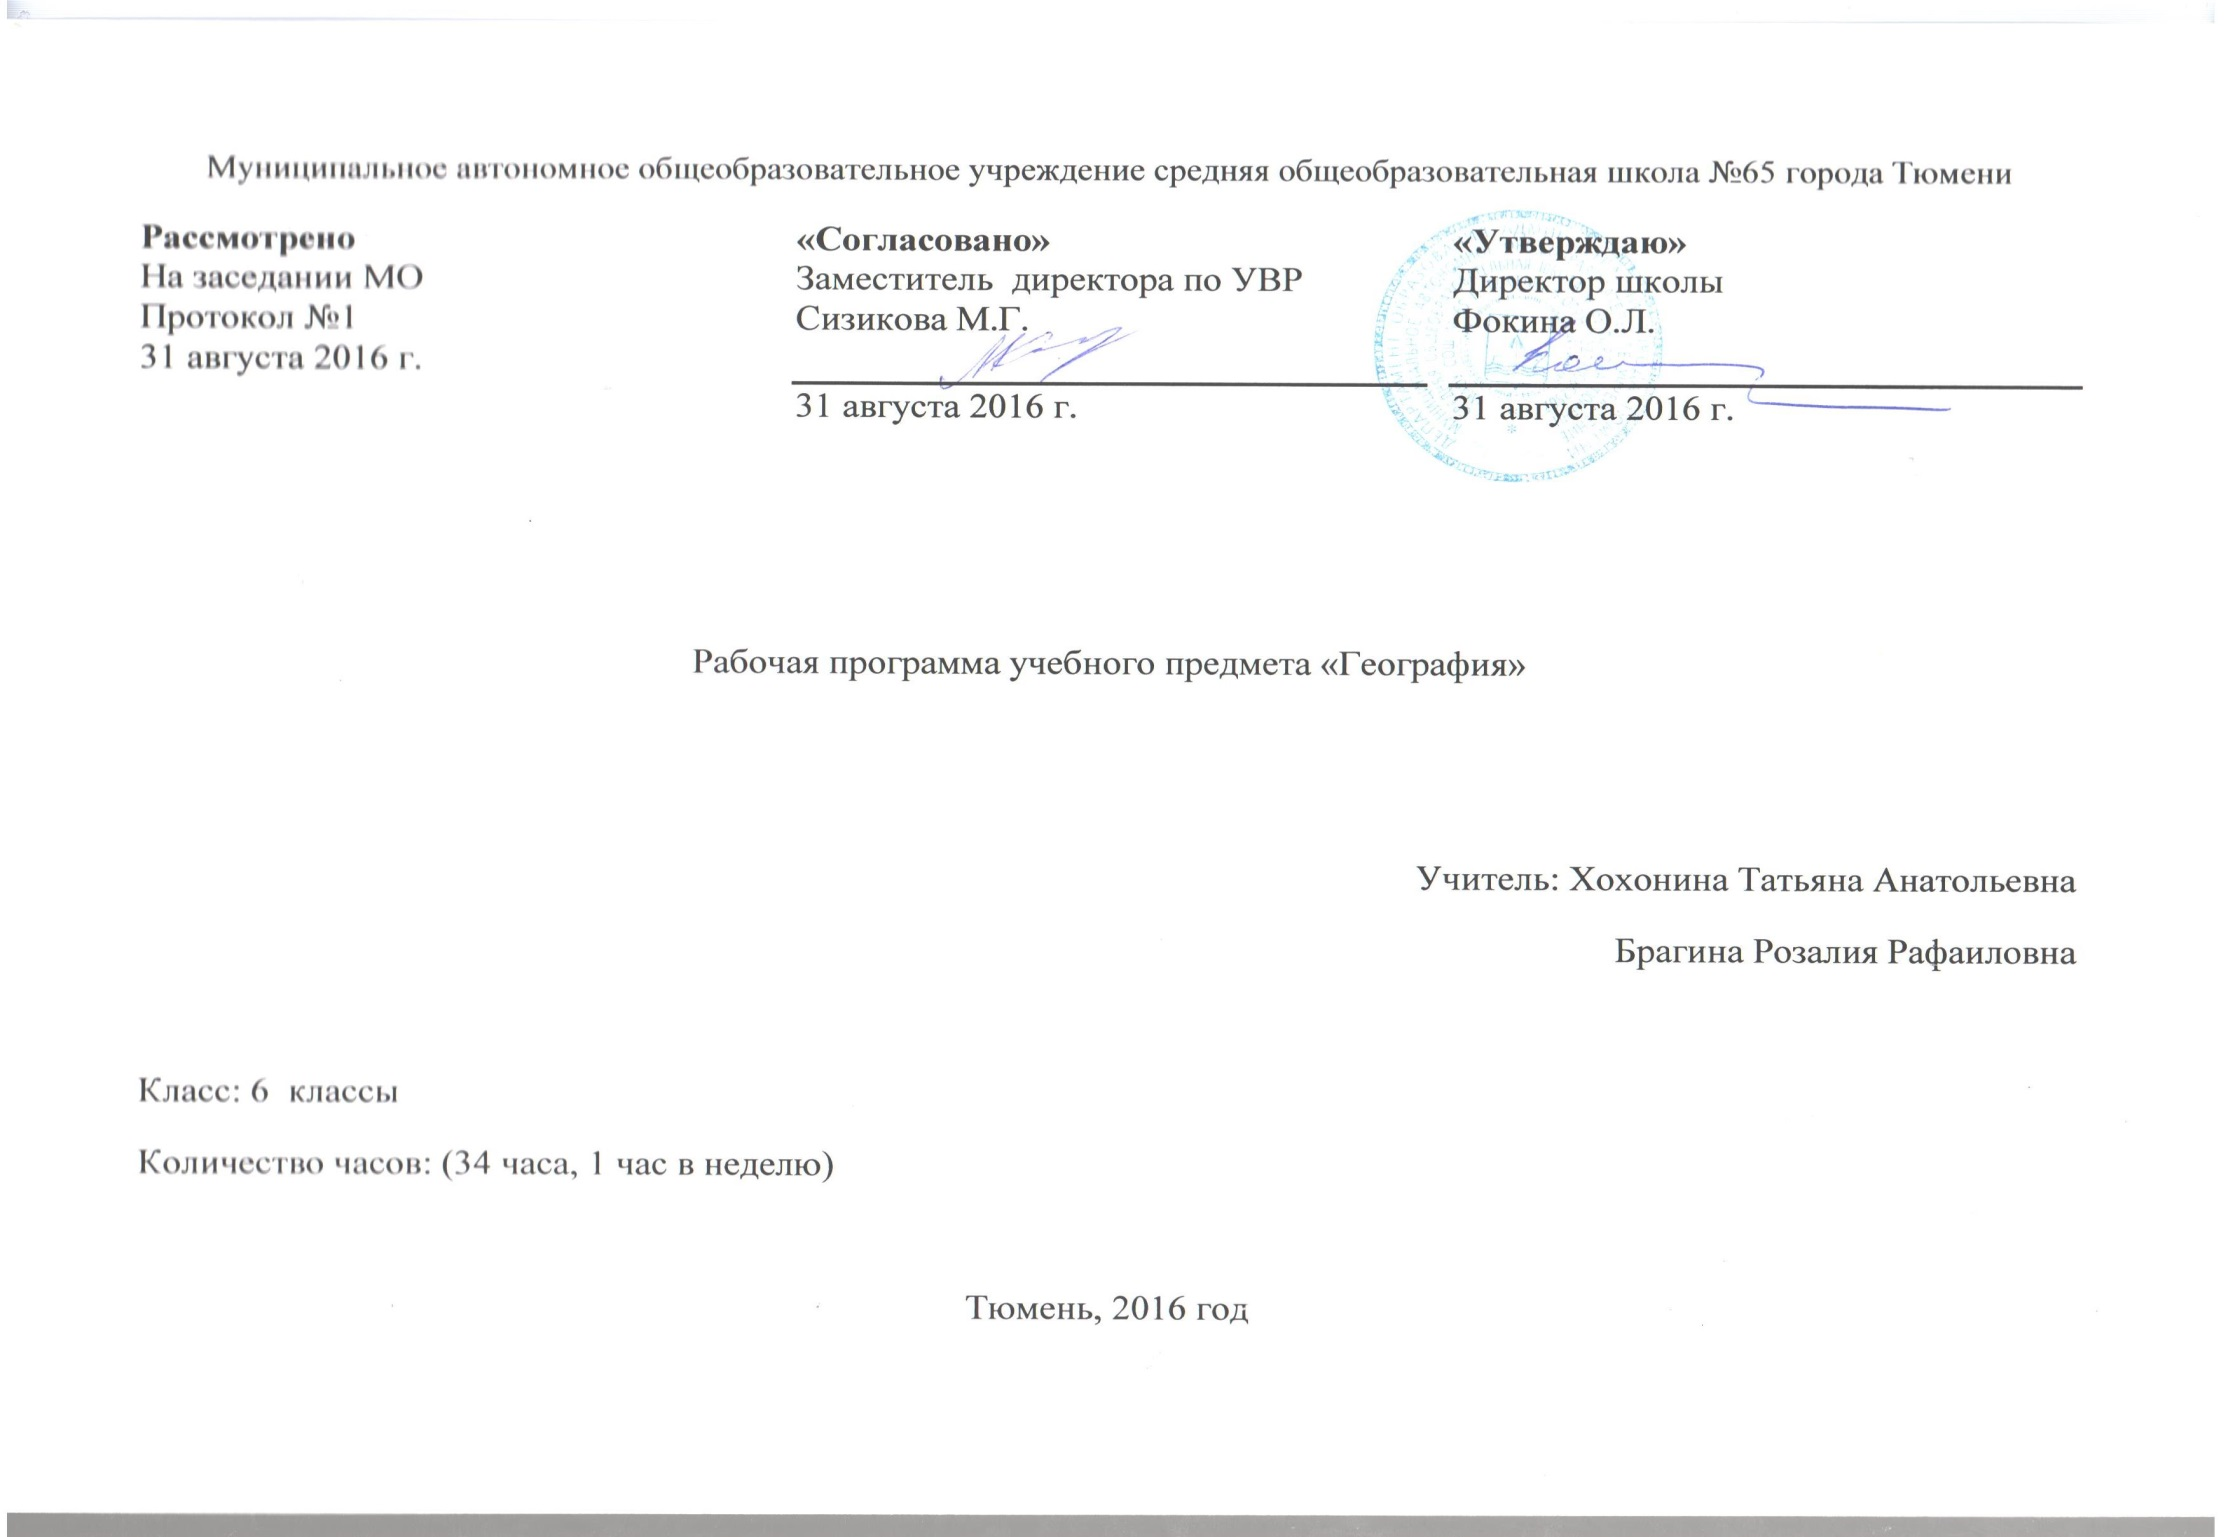 Муниципальное автономное общеобразовательное учреждение средняя общеобразовательная школа №65 города Тюмени
Рассмотрено
На заседании МО
Протокол №1
31 августа 2016 г.
«Согласовано»
Заместитель директора по УВР
Сизикова М.Г.
31 августа 2016 г.
«Утверждаю»
Директор школы
Фокина О.Л.
31 августа 2016 г.
Рабочая программа учебного предмета «География»
Учитель: Хохонина Татьяна Анатольевна
Брагина Розалия Рафаиловна
Класс: 6 классы
Количество часов: (34 часа, 1 час в неделю)
Тюмень, 2016 год